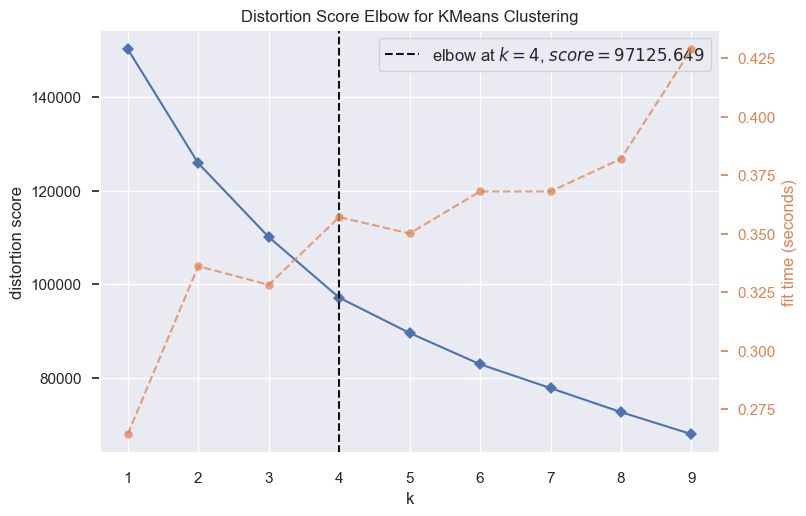 Distortion Score Elbow for KMeans Clustering
elbow at k = 4, score = 97125.649
distortion score
140000
120000
100000
80000
0.425
0.400
0.375
0.350
0.325
0.300
0.275
fit time (seconds)
1 2 3 4 5 6 7 8 9
k